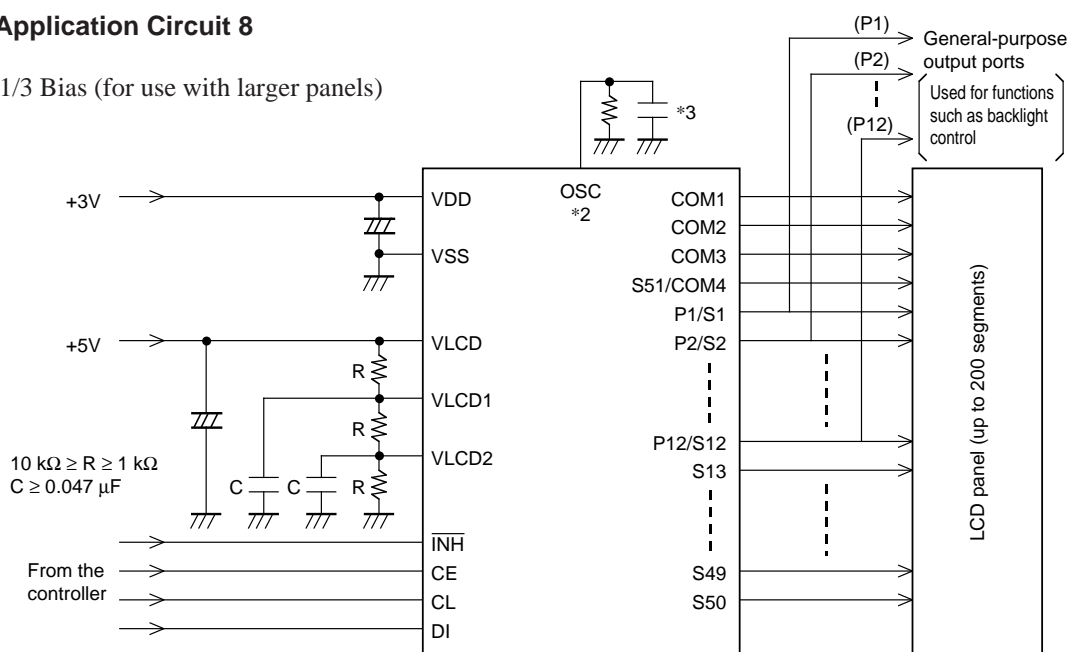 Application Circuit 8
1/3 Bias (for use with larger panels)
(P1)
General-purpose
output ports
(P2)
Used for functions
such as backlight
control
(P12)
*3
+3V
VDD
OSC
*2
COM1
COM2
VSS
COM3
S51/COM4
P1/S1
+5V
VLCD
P2/S2
R
VLCD1
R
P12/S12
VLCD2
S13
10 kΩ ≥ R ≥ 1 kΩ
C ≥ 0.047 µF
C
C
R
LCD panel (up to 200 segments)
INH
From the
controller
CE
S49
CL
S50
DI